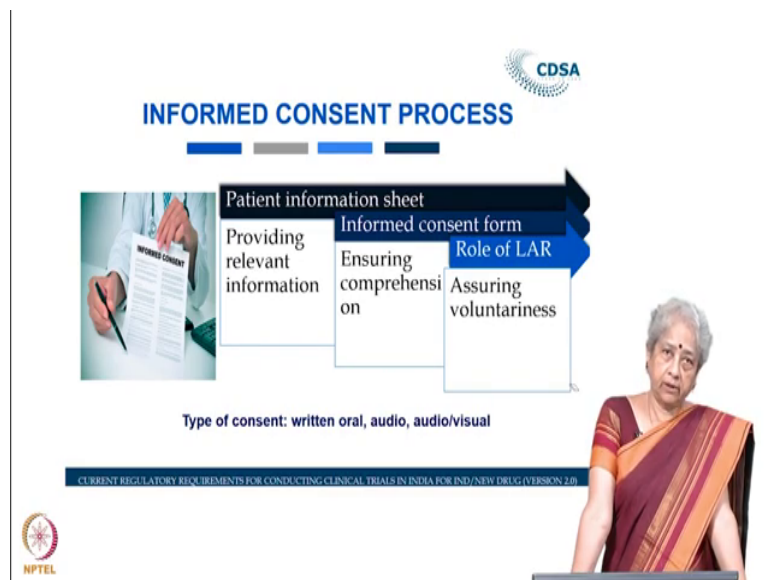 CDSA
INFORMED CONSENT PROCESS
Patient information sheet
Informed consent form
Role of LAR
Providing
relevant
information
Ensuring
comprehensi
on
Assuring
voluntariness
INFORMED CONSENT
Type of consent: written oral, audio, audio/visual
CURRENT REGULATORY REQUIREMENTS FOR CONDUCTING CLINICAL TRIALS IN INDIA FOR IND/NEW DRUG (VERSION 2.0)
NPTEL